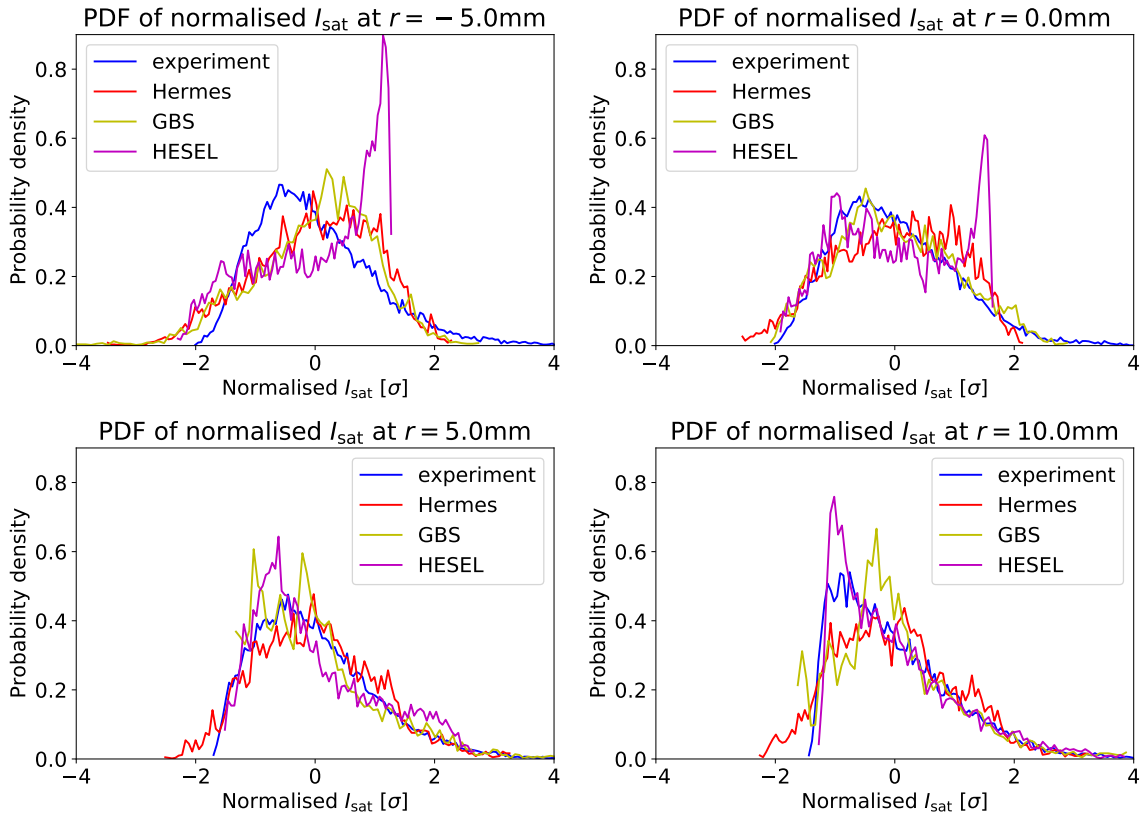 PDF of normalised I_sat at r = − 5.0mm
Probability density
0.8
0.6
0.4
0.2
0.0
experiment
Hermes
GBS
HESEL
−4
−2
0
2
4
Normalised I_sat [σ]
PDF of normalised I_sat at r = 0.0mm
Probability density
0.8
0.6
0.4
0.2
0.0
experiment
Hermes
GBS
HESEL
−4
−2
0
2
4
Normalised I_sat [σ]
PDF of normalised I_sat at r = 5.0mm
Probability density
0.8
0.6
0.4
0.2
0.0
experiment
Hermes
GBS
HESEL
−4
−2
0
2
4
Normalised I_sat [σ]
PDF of normalised I_sat at r = 10.0mm
Probability density
0.8
0.6
0.4
0.2
0.0
experiment
Hermes
GBS
HESEL
−4
−2
0
2
4
Normalised I_sat [σ]